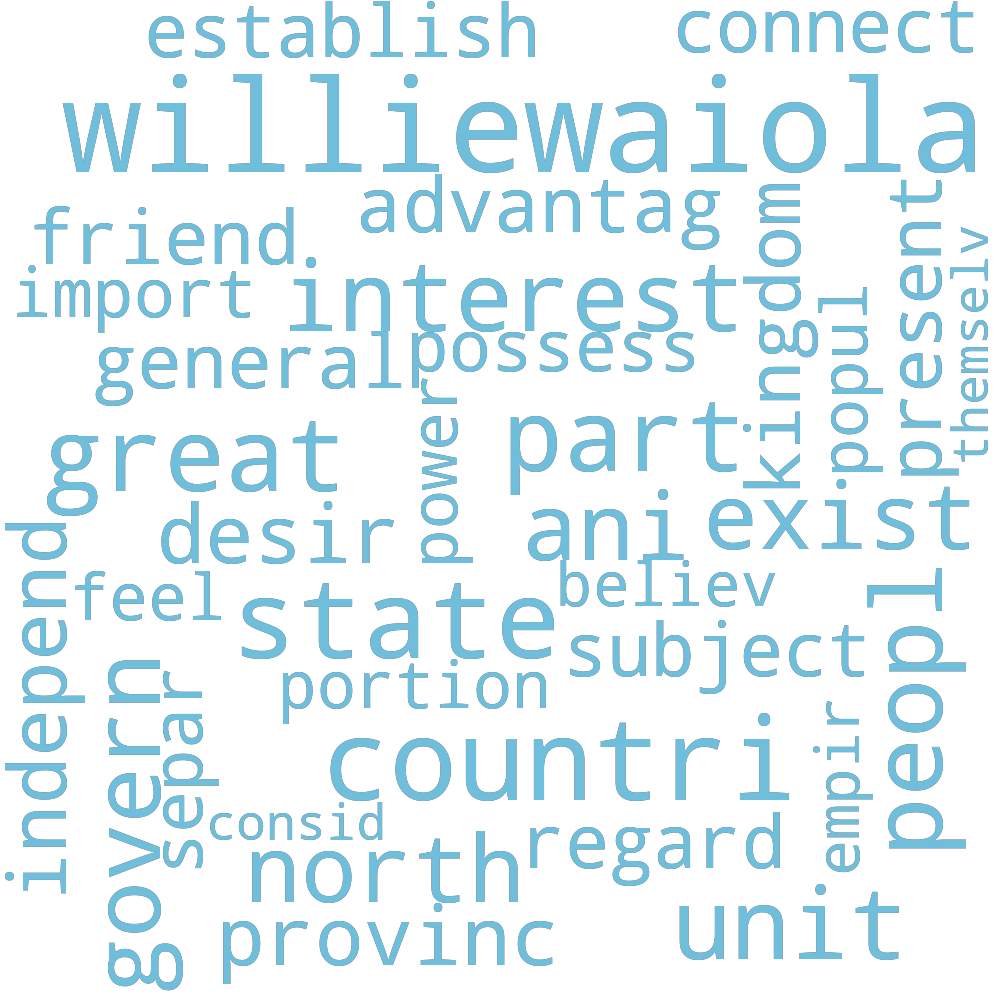 establish
connect
williewaiola
advantag
friend
kingdom
present
themselv
import
interest
popul
general
possess
power
part
great
exist
desir
ani
independ
feel
believ
state
peopl
subject
govern
separ
portion
countri
empir
consid
regard
north
unit
provinc